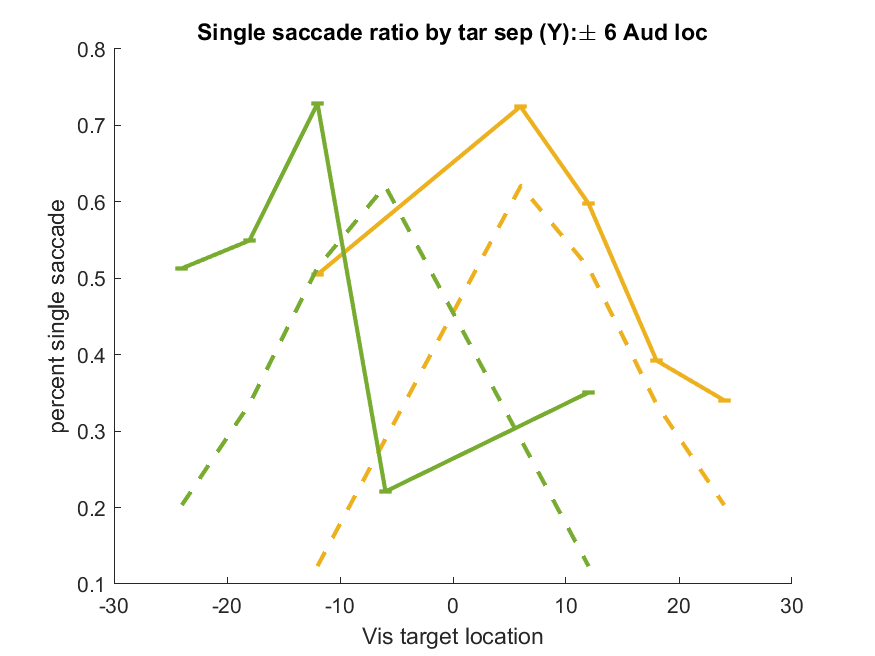 Single saccade ratio by tar sep (Y):± 6 Aud loc
0.8
0.7
0.6
0.5
0.4
0.3
0.2
0.1
percent single saccade
-30 -20 -10 0 10 20 30
Vis target location